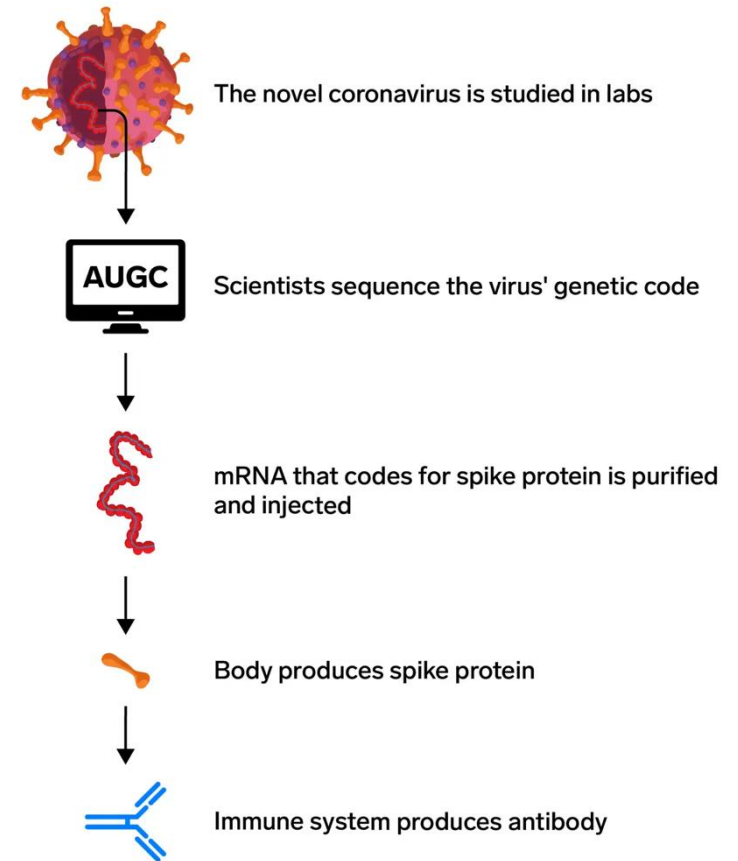 The novel coronavirus is studied in labs
AUGC
Scientists sequence the virus' genetic code
mRNA that codes for spike protein is purified
and injected
Body produces spike protein
Immune system produces antibody